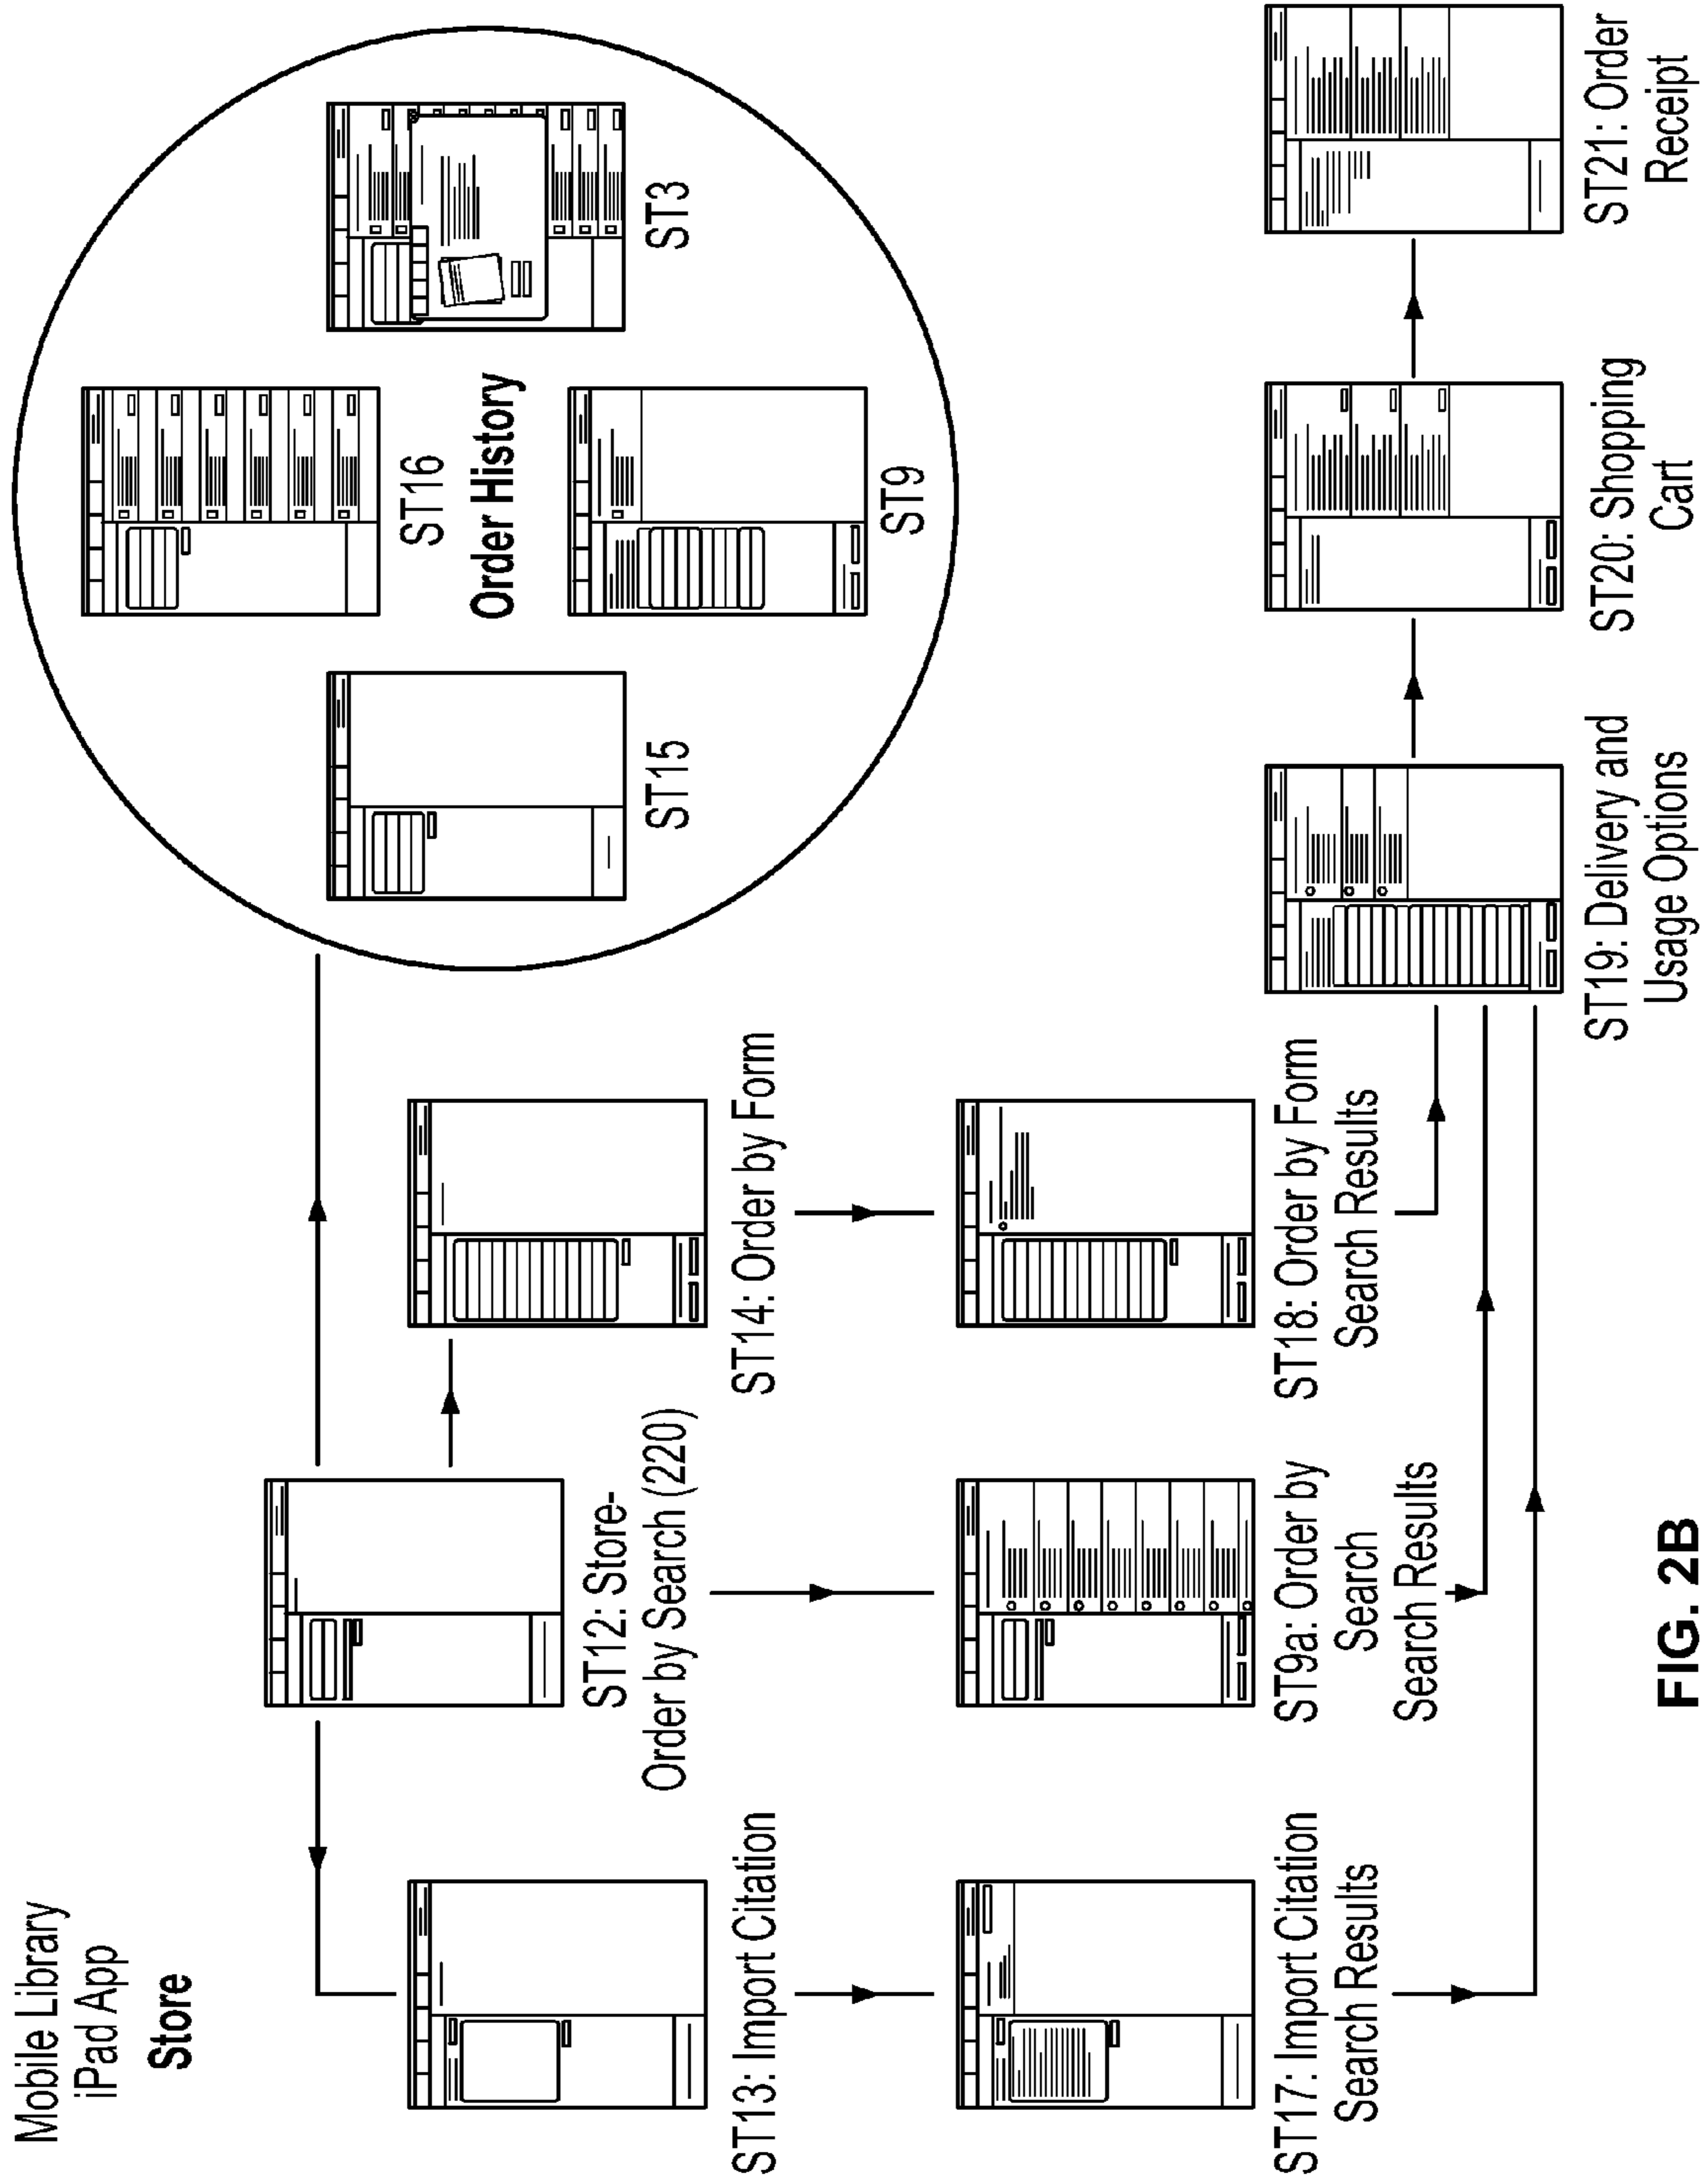 Mobile Library
iPad App
Store
ST16
Order History
ST15
ST3
ST9
ST12: Store-
Order by Search (220)
ST13: Import Citation
ST14: Order by Form
ST17: Import Citation
Search Results
ST9a: Order by
Search
Search Results
ST18: Order by Form
Search Results
ST19: Delivery and
Usage Options
ST20: Shopping
Cart
ST21: Order
Receipt
FIG. 2B